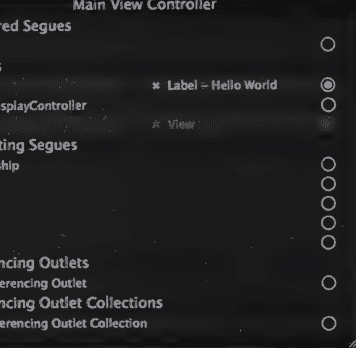 Main View Controller
red Segues
s
× Label – Hello World
splayController
× View
ting Segues
ship
ncing Outlets
erencing Outlet
ncing Outlet Collections
erencing Outlet Collection